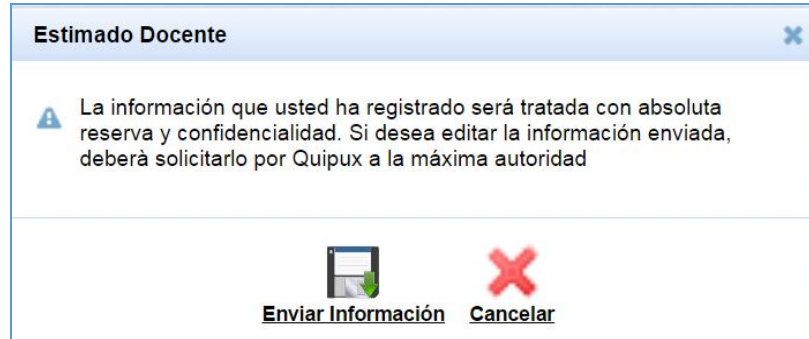 Estimado Docente
La información que usted ha registrado será tratada con absoluta
reserva y confidencialidad. Si desea editar la información enviada,
deberà solicitarlo por Quipux a la máxima autoridad
Enviar Información Cancelar